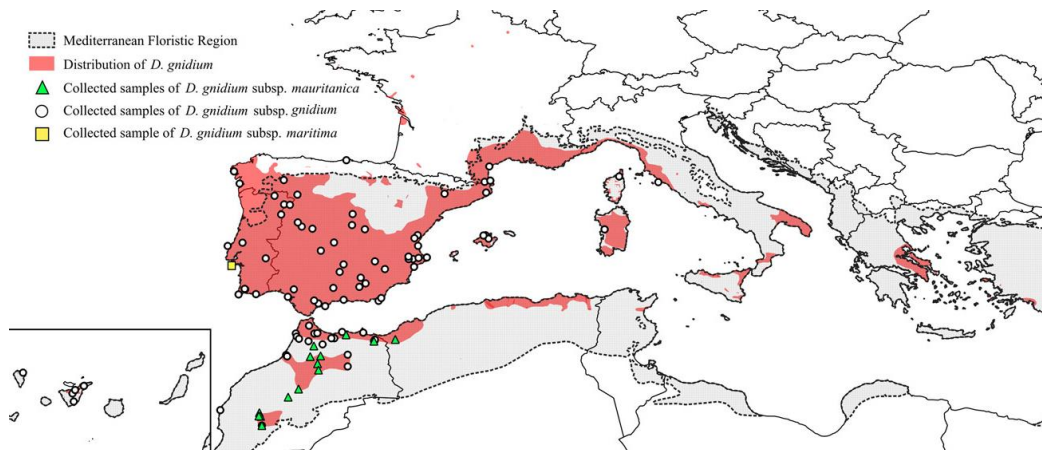 Mediterranean Floristic Region
Distribution of D. gnidium
Collected samples of D. gnidium subsp. mauritanica
Collected samples of D. gnidium subsp. gnidium
Collected sample of D. gnidium subsp. maritima